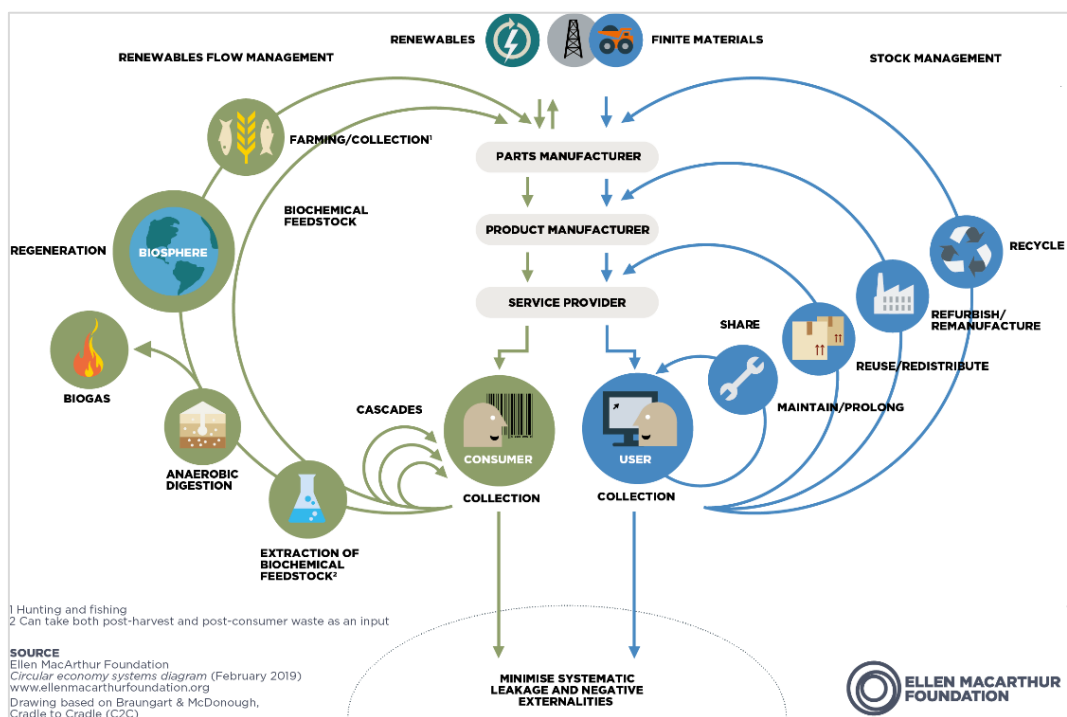 RENEWABLES
FINITE MATERIALS
RENEWABLES FLOW MANAGEMENT
STOCK MANAGEMENT
PARTS MANUFACTURER
PRODUCT MANUFACTURER
SERVICE PROVIDER
FARMING/COLLECTION¹
BIOCHEMICAL
FEEDSTOCK
REGENERATION
BIOSPHERE
BIOGAS
ANAEROBIC
DIGESTION
EXTRACTION OF
BIOCHEMICAL
FEEDSTOCK²
CASCADES
CONSUMER
COLLECTION
USER
COLLECTION
SHARE
MAINTAIN/PROLONG
REUSE/REDISTRIBUTE
REFURBISH/
REMANUFACTURE
RECYCLE
MINIMISE SYSTEMATIC
LEAKAGE AND NEGATIVE
EXTERNALITIES
1 Hunting and fishing
2 Can take both post-harvest and post-consumer waste as an input
SOURCE
Ellen MacArthur Foundation
Circular economy systems diagram (February 2019)
www.ellenmacarthurfoundation.org
Drawing based on Braungart & McDonough,
Cradle to Cradle (C2C)
ELLEN MACARTHUR
FOUNDATION